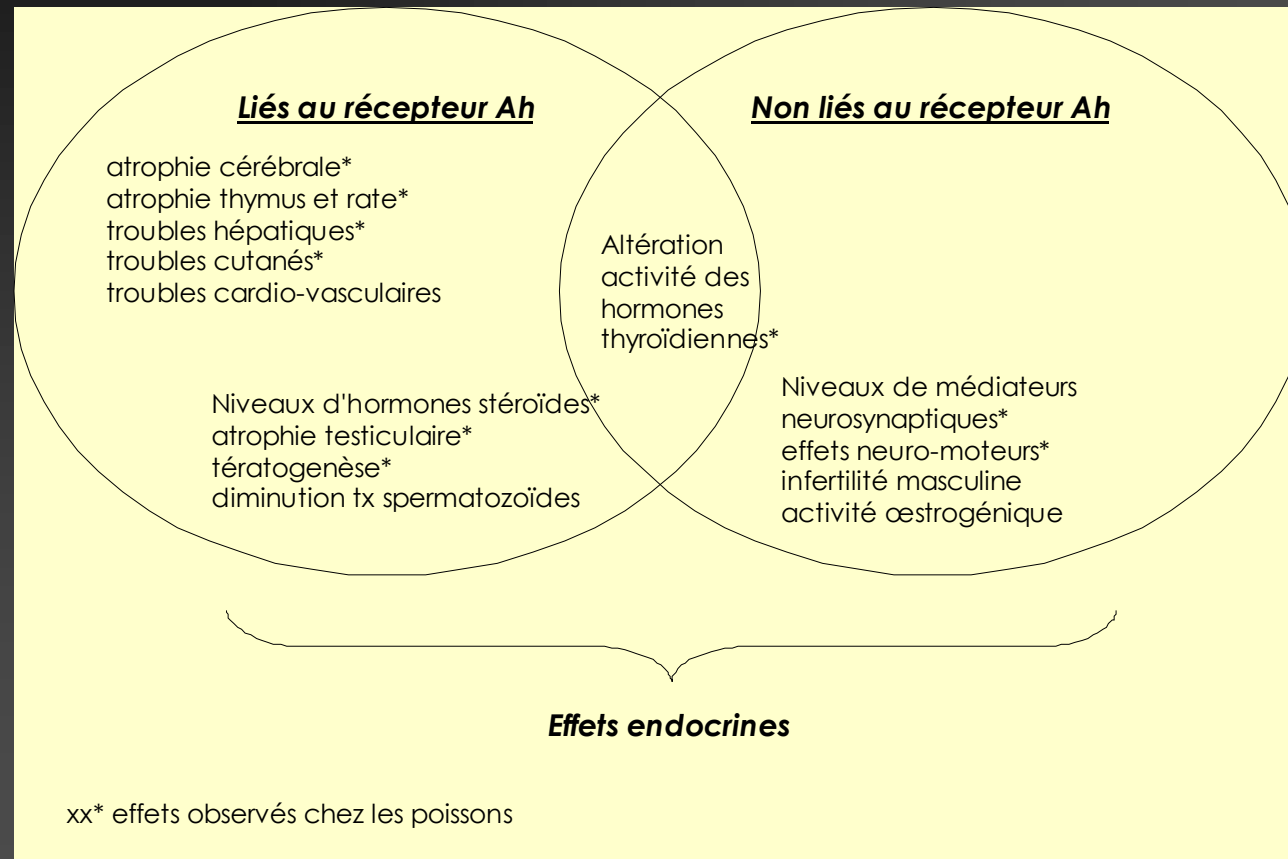 Liés au récepteur Ah
Non liés au récepteur Ah
atrophie cérébrale*
atrophie thymus et rate*
troubles hépatiques*
troubles cutanés*
troubles cardio-vasculaires
Altération
activité des
hormones
thyroïdiennes*
Niveaux d'hormones stéroïdes*
atrophie testiculaire*
tératogenèse*
diminution tx spermatozoïdes
Niveaux de médiateurs
neurosynaptiques*
effets neuro-moteurs*
infertilité masculine
activité œstrogénique
Effets endocrines
xx* effets observés chez les poissons